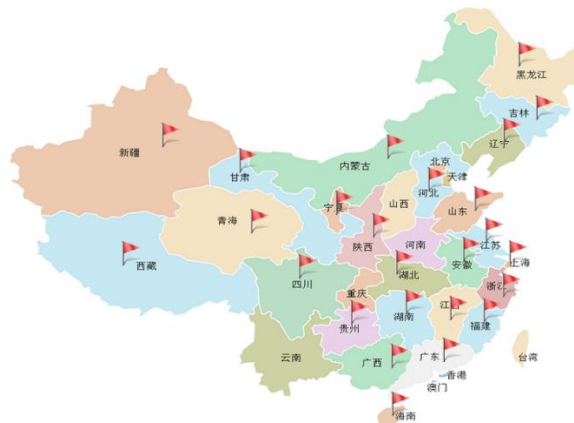 黑龙江
吉林
辽宁
新疆
甘肃
内蒙古
北京
天津
河北
宁夏
山西
山东
青海
陕西
河南
江苏
西藏
四川
湖北
安徽
上海
重庆
浙江
贵州
湖南
江西
福建
云南
广西
广东
台湾
香港
澳门
海南